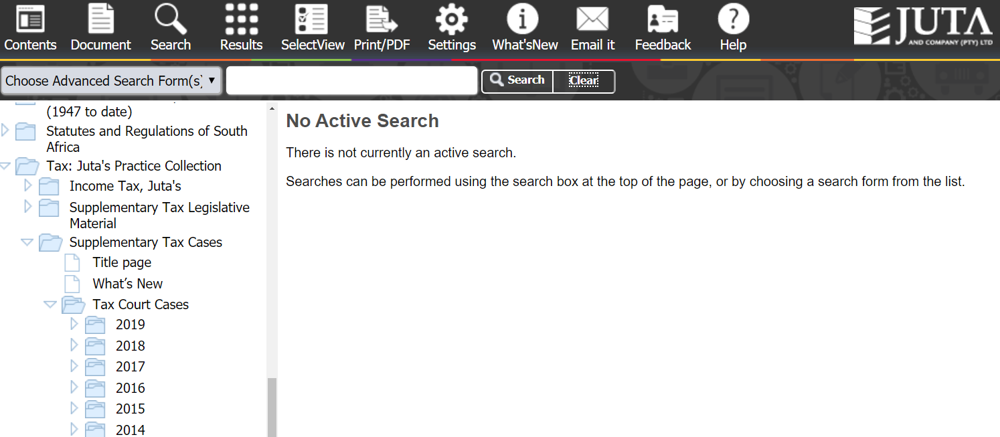 Contents Document Search Results SelectView Print/PDF Settings What'sNew Email it Feedback Help
JUTA
AND COMPANY (PTY) LTD
Choose Advanced Search Form(s) Search Clear
(1947 to date)
Statutes and Regulations of South
Africa
Tax: Juta's Practice Collection
Income Tax, Juta's
Supplementary Tax Legislative
Material
Supplementary Tax Cases
Title page
What’s New
Tax Court Cases
2019
2018
2017
2016
2015
2014
No Active Search
There is not currently an active search.
Searches can be performed using the search box at the top of the page, or by choosing a search form from the list.